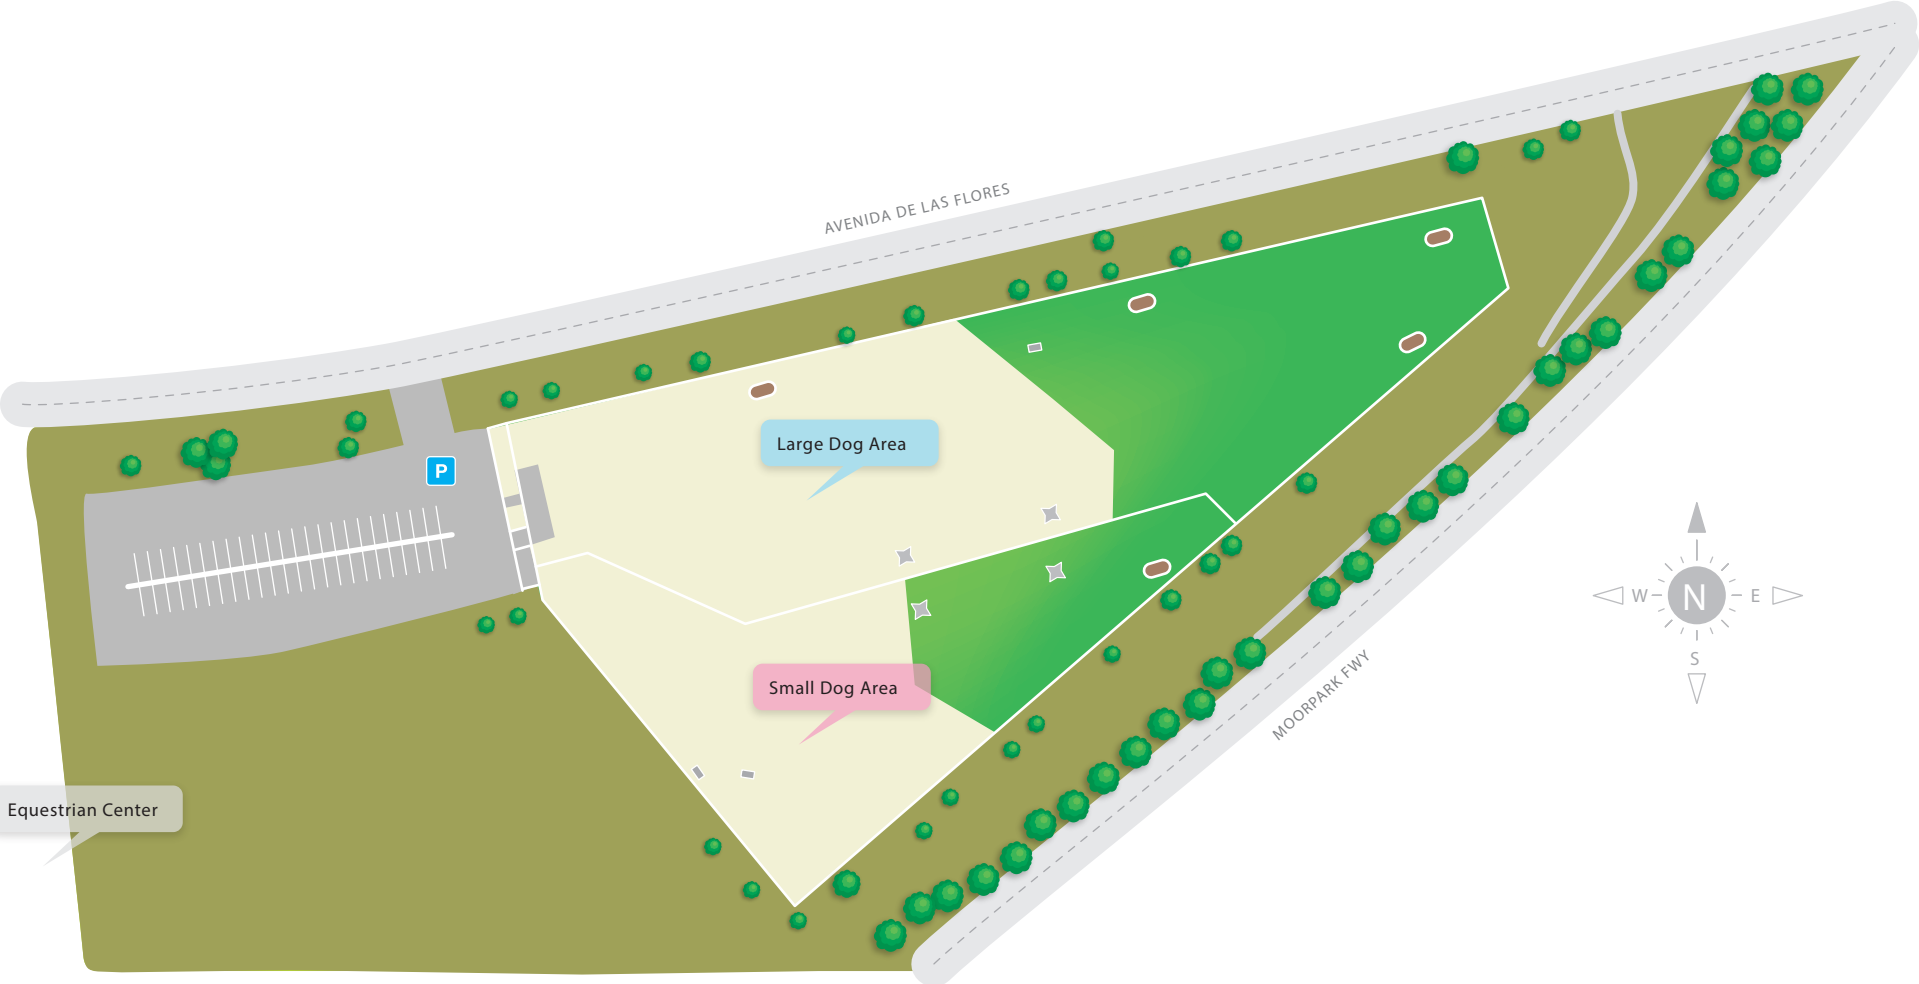 AVENIDA DE LAS FLORES
Large Dog Area
P
W
N
E
S
MOORPARK FWY
Small Dog Area
Equestrian Center